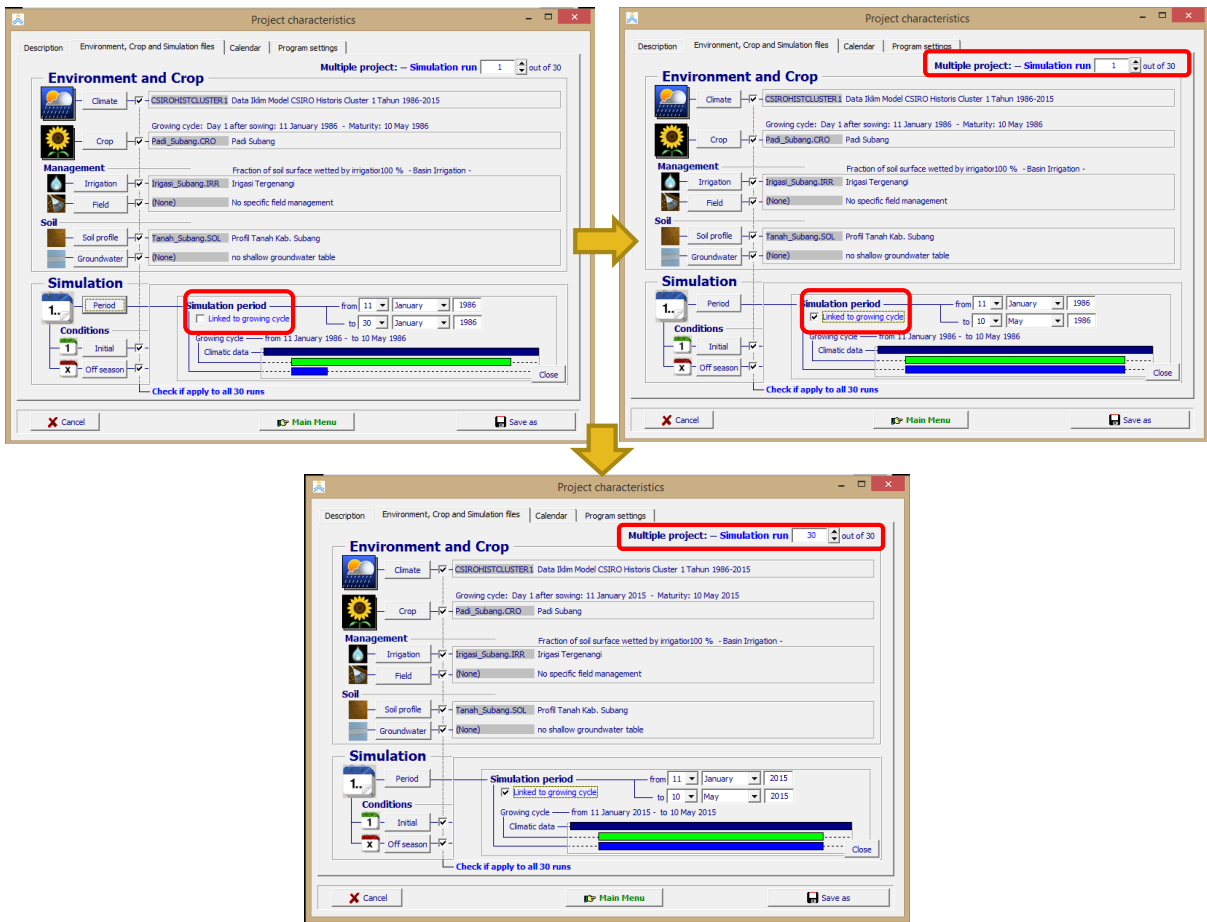 Project characteristics
Description Environment, Crop and Simulation files Calendar Program settings
Multiple project: -- Simulation run 1 out of 30
Environment and Crop
Climate CSIROHISTCLUSTER1 Data Iklim Model CSIRO Historis Cluster 1 Tahun 1986-2015
Growing cycle: Day 1 after sowing: 11 January 1986 - Maturity: 10 May 1986
Crop Padi_Subang.CRO Padi Subang
Management
Fraction of soil surface wetted by irrigatior100 % - Basin Irrigation -
Irrigation Irigasi_Subang.IRR Irigasi Tergenangi
Field (None) No specific field management
Soil
Soil profile Tanah_Subang.SOL Profil Tanah Kab. Subang
Groundwater (None) no shallow groundwater table
Simulation
1.. Period Simulation period from 11 January 1986
Linked to growing cycle to 30 January 1986
Conditions
Growing cycle from 11 January 1986 - to 10 May 1986
1 Initial Climatic data
X Off season Close
Check if apply to all 30 runs
Cancel Main Menu Save as
Project characteristics
Description Environment, Crop and Simulation files Calendar Program settings
Multiple project: -- Simulation run 1 out of 30
Environment and Crop
Climate CSIROHISTCLUSTER1 Data Iklim Model CSIRO Historis Cluster 1 Tahun 1986-2015
Growing cycle: Day 1 after sowing: 11 January 1986 - Maturity: 10 May 1986
Crop Padi_Subang.CRO Padi Subang
Management
Fraction of soil surface wetted by irrigatior100 % - Basin Irrigation -
Irrigation Irigasi_Subang.IRR Irigasi Tergenangi
Field (None) No specific field management
Soil
Soil profile Tanah_Subang.SOL Profil Tanah Kab. Subang
Groundwater (None) no shallow groundwater table
Simulation
1.. Period Simulation period from 11 January 1986
Linked to growing cycle to 10 May 1986
Conditions
Growing cycle from 11 January 1986 - to 10 May 1986
1 Initial Climatic data
X Off season Close
Check if apply to all 30 runs
Cancel Main Menu Save as
Project characteristics
Description Environment, Crop and Simulation files Calendar Program settings
Multiple project: -- Simulation run 30 out of 30
Environment and Crop
Climate CSIROHISTCLUSTER1 Data Iklim Model CSIRO Historis Cluster 1 Tahun 1986-2015
Growing cycle: Day 1 after sowing: 11 January 2015 - Maturity: 10 May 2015
Crop Padi_Subang.CRO Padi Subang
Management
Fraction of soil surface wetted by irrigatior100 % - Basin Irrigation -
Irrigation Irigasi_Subang.IRR Irigasi Tergenangi
Field (None) No specific field management
Soil
Soil profile Tanah_Subang.SOL Profil Tanah Kab. Subang
Groundwater (None) no shallow groundwater table
Simulation
1.. Period Simulation period from 11 January 2015
Linked to growing cycle to 10 May 2015
Conditions
Growing cycle from 11 January 2015 - to 10 May 2015
1 Initial Climatic data
X Off season Close
Check if apply to all 30 runs
Cancel Main Menu Save as